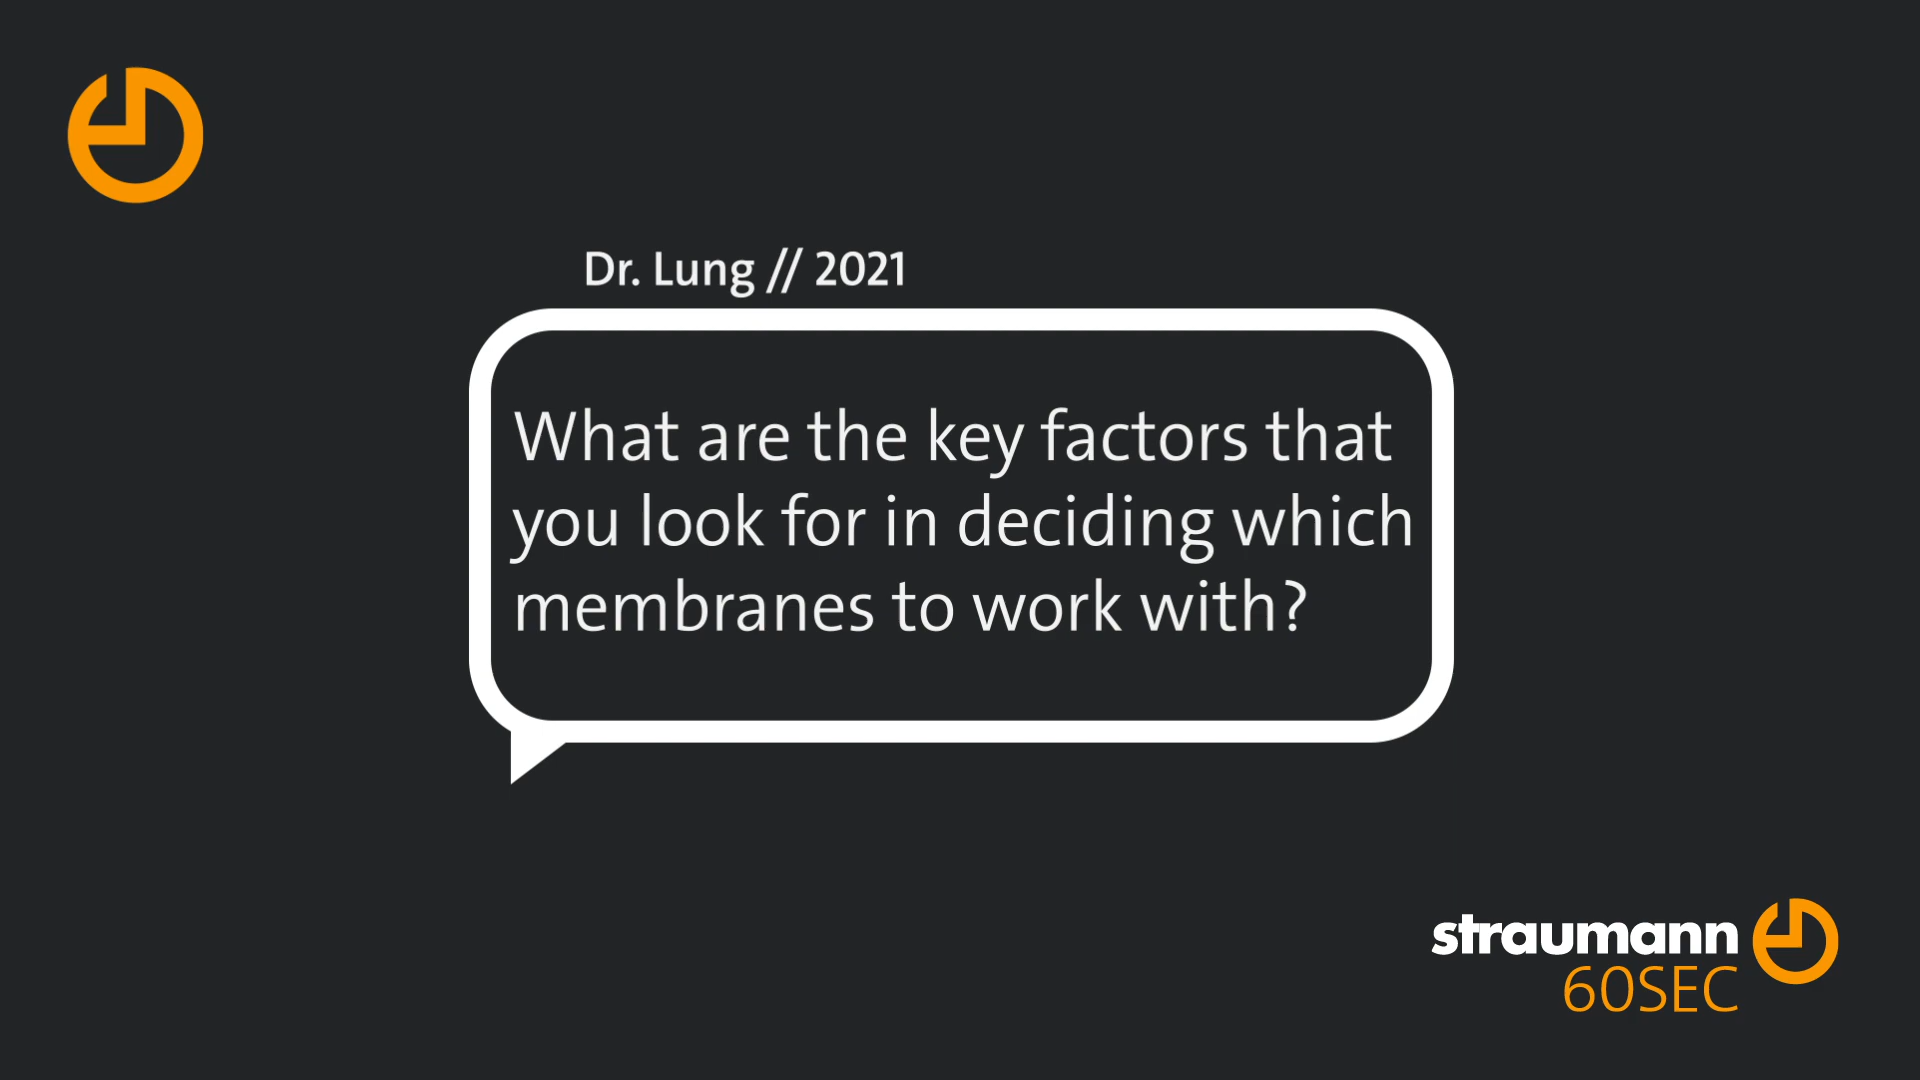 Dr. Lung // 2021
What are the key factors that
you look for in deciding which
membranes to work with?
straumann
60SEC